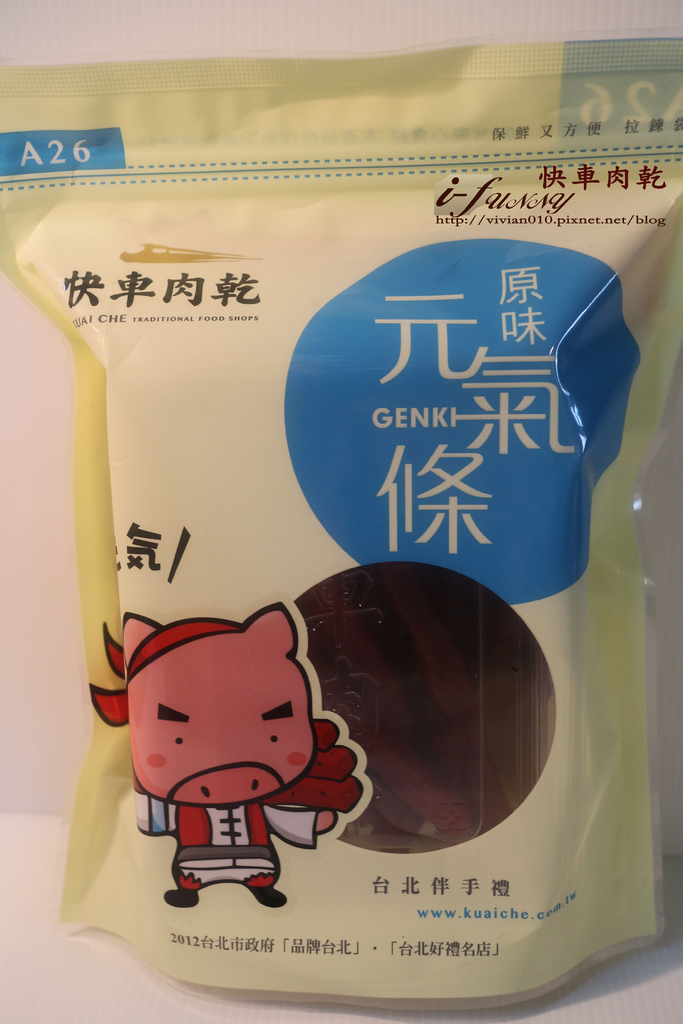 A26
保鮮又方便 拉鍊袋
快車肉乾
i-FUNNY
http://vivian010.pixnet.net/blog
快車肉乾
KUAI CHE TRADITIONAL FOOD SHOPS
原味
元氣條
GENKI
気
台北伴手禮
www.kuaiche.com.tw
2012台北市政府「品牌台北」·「台北好禮名店」